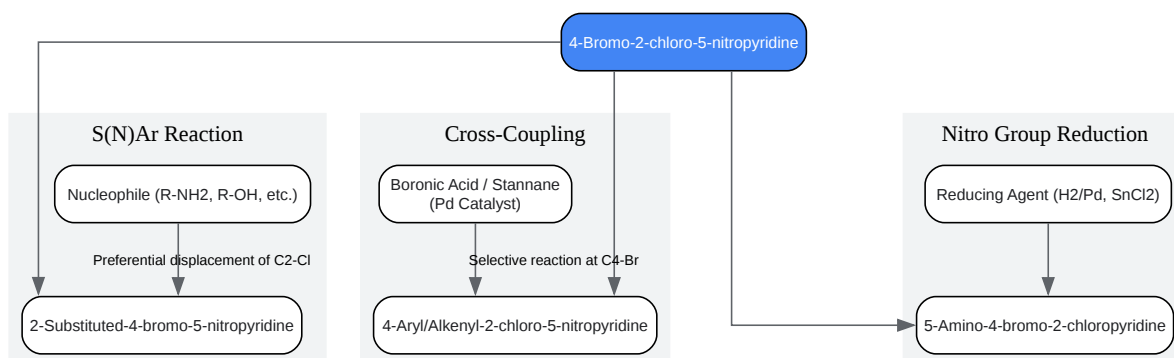 4-Bromo-2-chloro-5-nitropyridine
S(N)Ar Reaction
Nucleophile (R-NH2, R-OH, etc.)
Preferential displacement of C2-Cl
2-Substituted-4-bromo-5-nitropyridine
Cross-Coupling
Boronic Acid / Stannane
(Pd Catalyst)
Selective reaction at C4-Br
4-Aryl/Alkenyl-2-chloro-5-nitropyridine
Nitro Group Reduction
Reducing Agent (H2/Pd, SnCl2)
5-Amino-4-bromo-2-chloropyridine